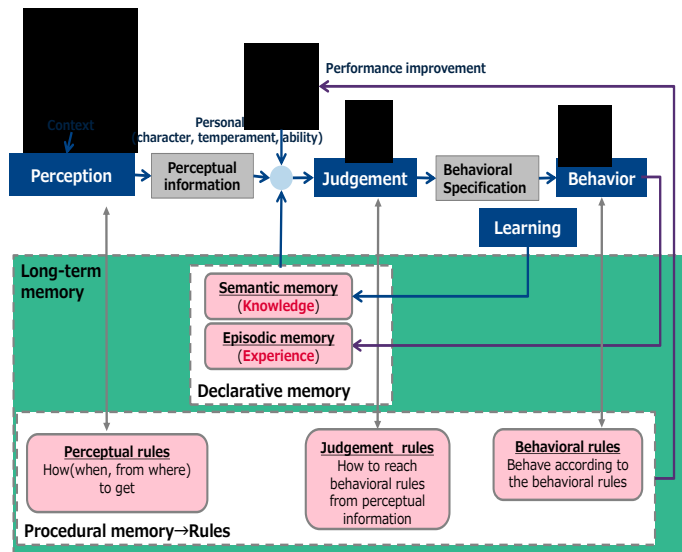 Performance improvement
Context
Personal
(character, temperament, ability)
Perception
Perceptual
information
Judgement
Behavioral
Specification
Behavior
Learning
Long-term
memory
Semantic memory
(Knowledge)
Episodic memory
(Experience)
Declarative memory
Perceptual rules
How(when, from where)
to get
Judgement rules
How to reach
behavioral rules
from perceptual
information
Behavioral rules
Behave according to
the behavioral rules
Procedural memory→Rules